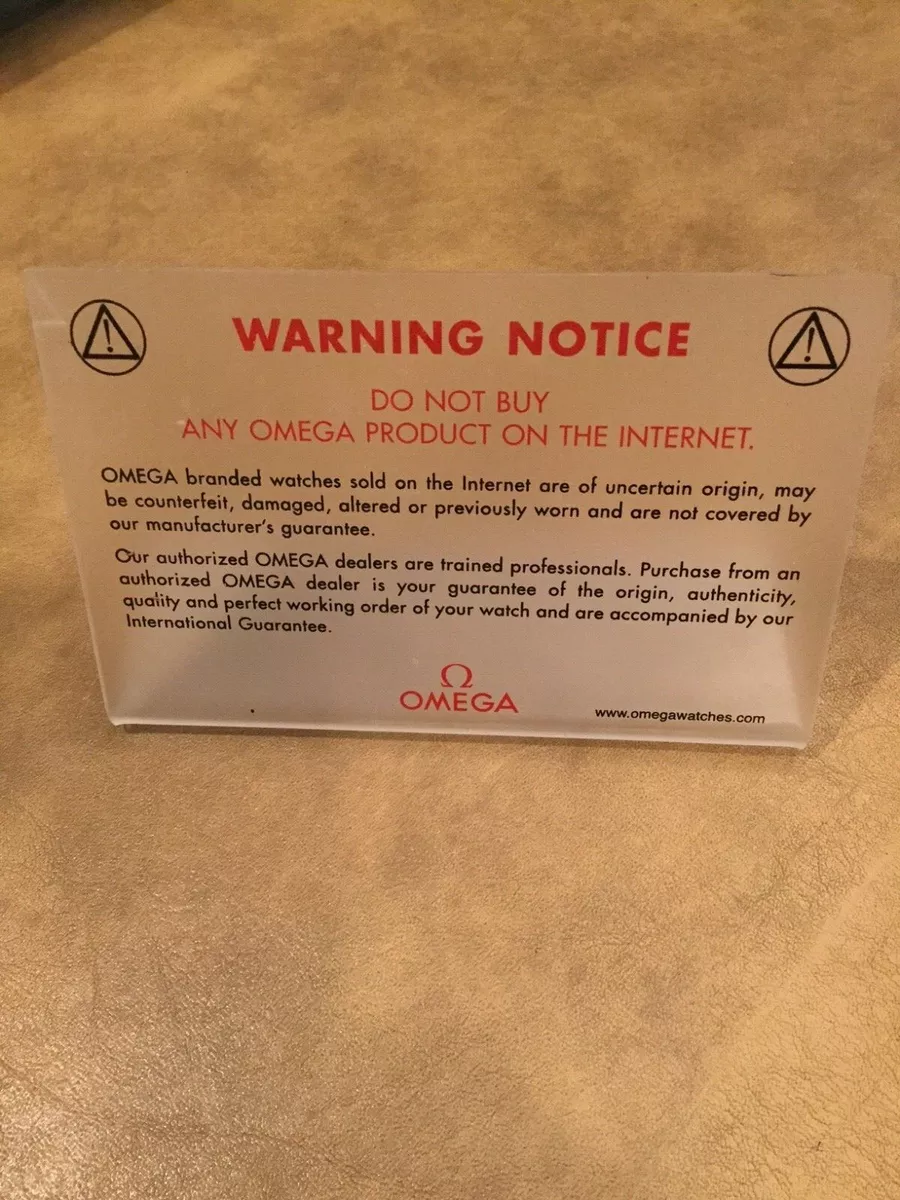 WARNING NOTICE
DO NOT BUY
ANY OMEGA PRODUCT ON THE INTERNET.
OMEGA branded watches sold on the Internet are of uncertain origin, may
be counterfeit, damaged, altered or previously worn and are not covered by
our manufacturer's guarantee.
Our authorized OMEGA dealers are trained professionals. Purchase from an
authorized OMEGA dealer is your guarantee of the origin, authenticity,
quality and perfect working order of your watch and are accompanied by our
International Guarantee.
Ω
OMEGA
www.omegawatches.com